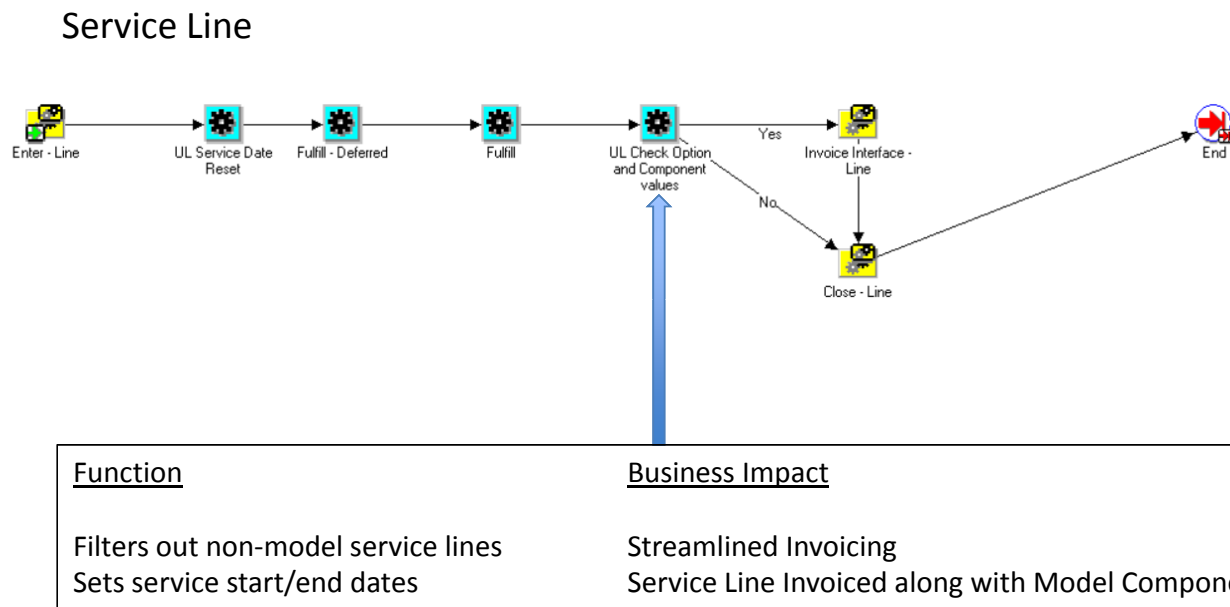 Service Line
Enter - Line
UL Service Date
Reset
Fulfill - Deferred
Fulfill
UL Check Option
and Component
values
Yes
No
Invoice Interface -
Line
Close - Line
End
Function
Business Impact
Filters out non-model service lines
Streamlined Invoicing
Sets service start/end dates
Service Line Invoiced along with Model Compon